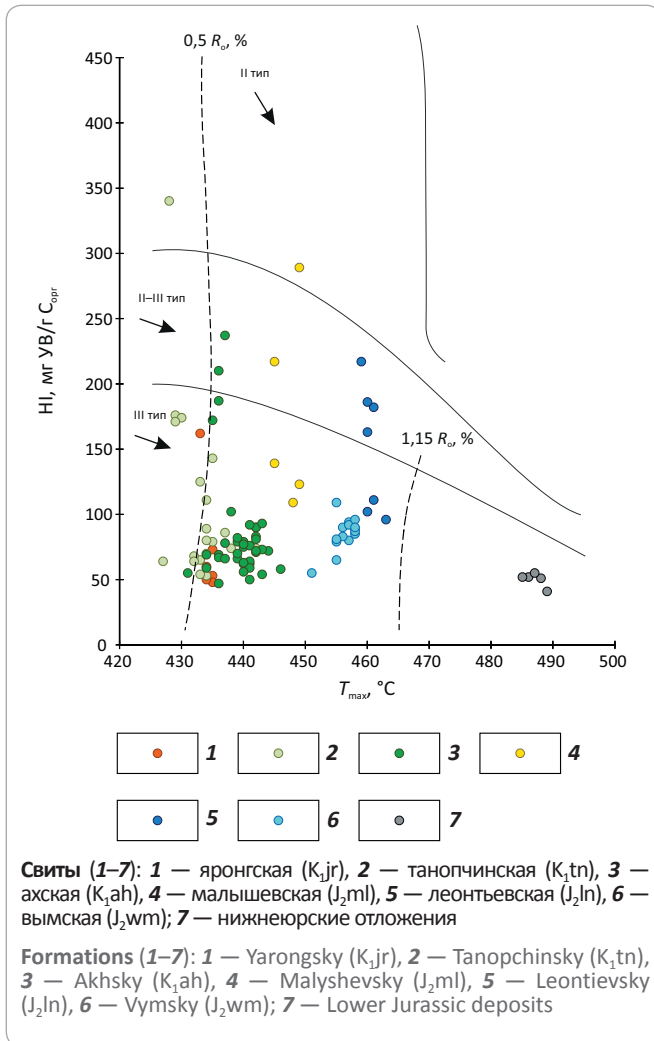 0,5 Rₒ, %
II тип
450
400
350
300
II–III тип
250
200
III тип
1,15 Rₒ, %
150
100
50
0
HI, мг УВ/г Cₒₚᵣ
420 430 440 450 460 470 480 490 500
Tmax, °C
1 2 3 4
5 6 7
Свиты (1–7): 1 — яронгская (K₁jr), 2 — танопчинская (K₁tn), 3 —
ахская (K₁ah), 4 — малышевская (J₂ml), 5 — леонтьевская (J₂ln), 6 —
вымская (J₂wm); 7 — нижнеюрские отложения
Formations (1–7): 1 — Yarongsky (K₁jr), 2 — Tanopchinsky (K₁tn),
3 — Akhsky (K₁ah), 4 — Malyshevsky (J₂ml), 5 — Leontievsky
(J₂ln), 6 — Vymsky (J₂wm); 7 — Lower Jurassic deposits